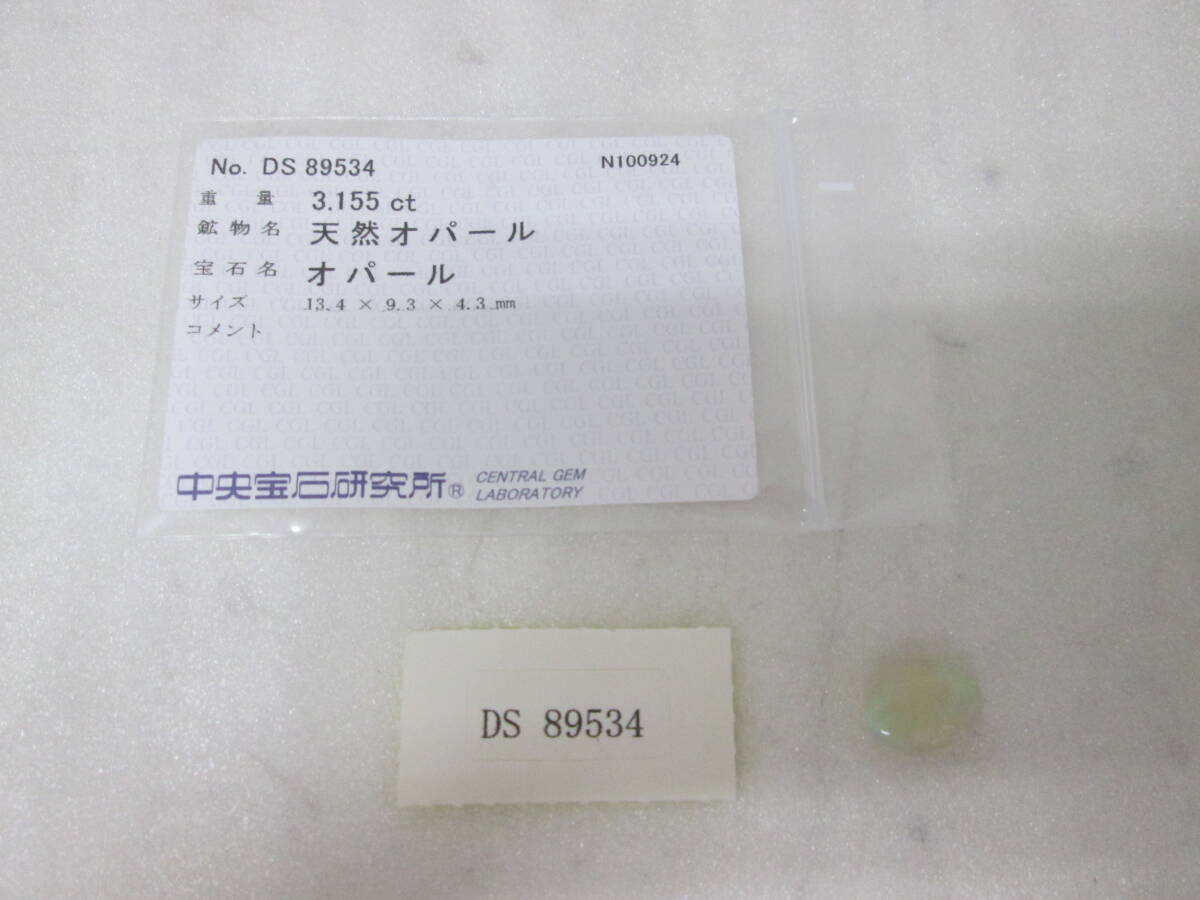 No. DS 89534 N100924
重量 3.155 ct
鉱物名 天然オパール
宝石名 オパール
サイズ 13.4 × 9.3 × 4.3 mm
コメント
中央宝石研究所® CENTRAL GEM
LABORATORY
DS 89534